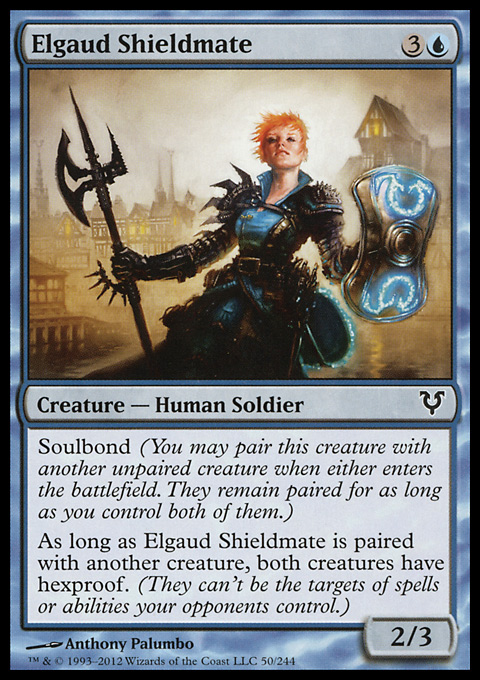 Elgaud Shieldmate 3
Creature — Human Soldier
Soulbond (You may pair this creature with
another unpaired creature when either enters
the battlefield. They remain paired for as long
as you control both of them.)
As long as Elgaud Shieldmate is paired
with another creature, both creatures have
hexproof. (They can't be the targets of spells
or abilities your opponents control.)
2/3
Anthony Palumbo
™ & © 1993–2012 Wizards of the Coast LLC 50/244